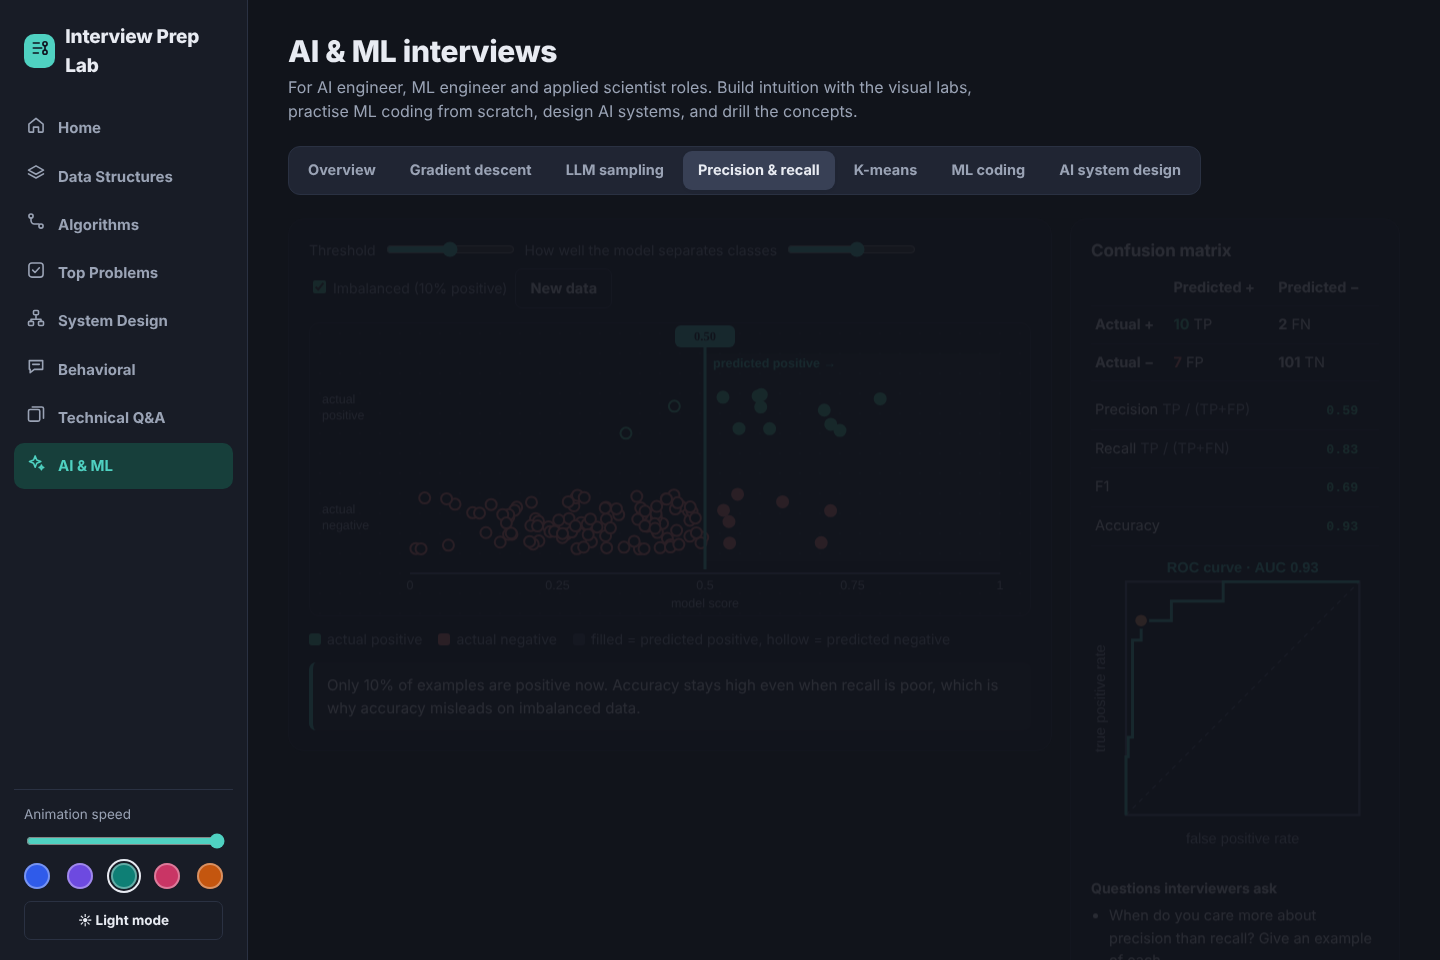 Interview Prep
Lab
Home
Data Structures
Algorithms
Top Problems
System Design
Behavioral
Technical Q&A
AI & ML
Animation speed
Light mode
AI & ML interviews
For AI engineer, ML engineer and applied scientist roles. Build intuition with the visual labs,
practise ML coding from scratch, design AI systems, and drill the concepts.
Overview Gradient descent LLM sampling Precision & recall K-means ML coding AI system design
Threshold How well the model separates classes
Imbalanced (10% positive) New data
0.50
predicted positive →
actual
positive
actual
negative
0 0.25 0.5 0.75 1
model score
actual positive actual negative filled = predicted positive, hollow = predicted negative
Only 10% of examples are positive now. Accuracy stays high even when recall is poor, which is
why accuracy misleads on imbalanced data.
Confusion matrix
Predicted + Predicted −
Actual + 10 TP 2 FN
Actual − 7 FP 101 TN
Precision TP / (TP+FP) 0.59
Recall TP / (TP+FN) 0.83
F1 0.69
Accuracy 0.93
ROC curve · AUC 0.93
true positive rate
false positive rate
Questions interviewers ask
• When do you care more about
precision than recall? Give an example
of each.